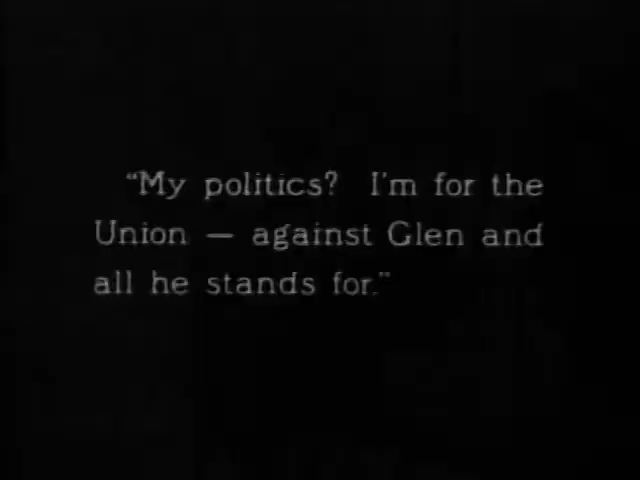 “My politics? I'm for the
Union — against Glen and
all he stands for.”